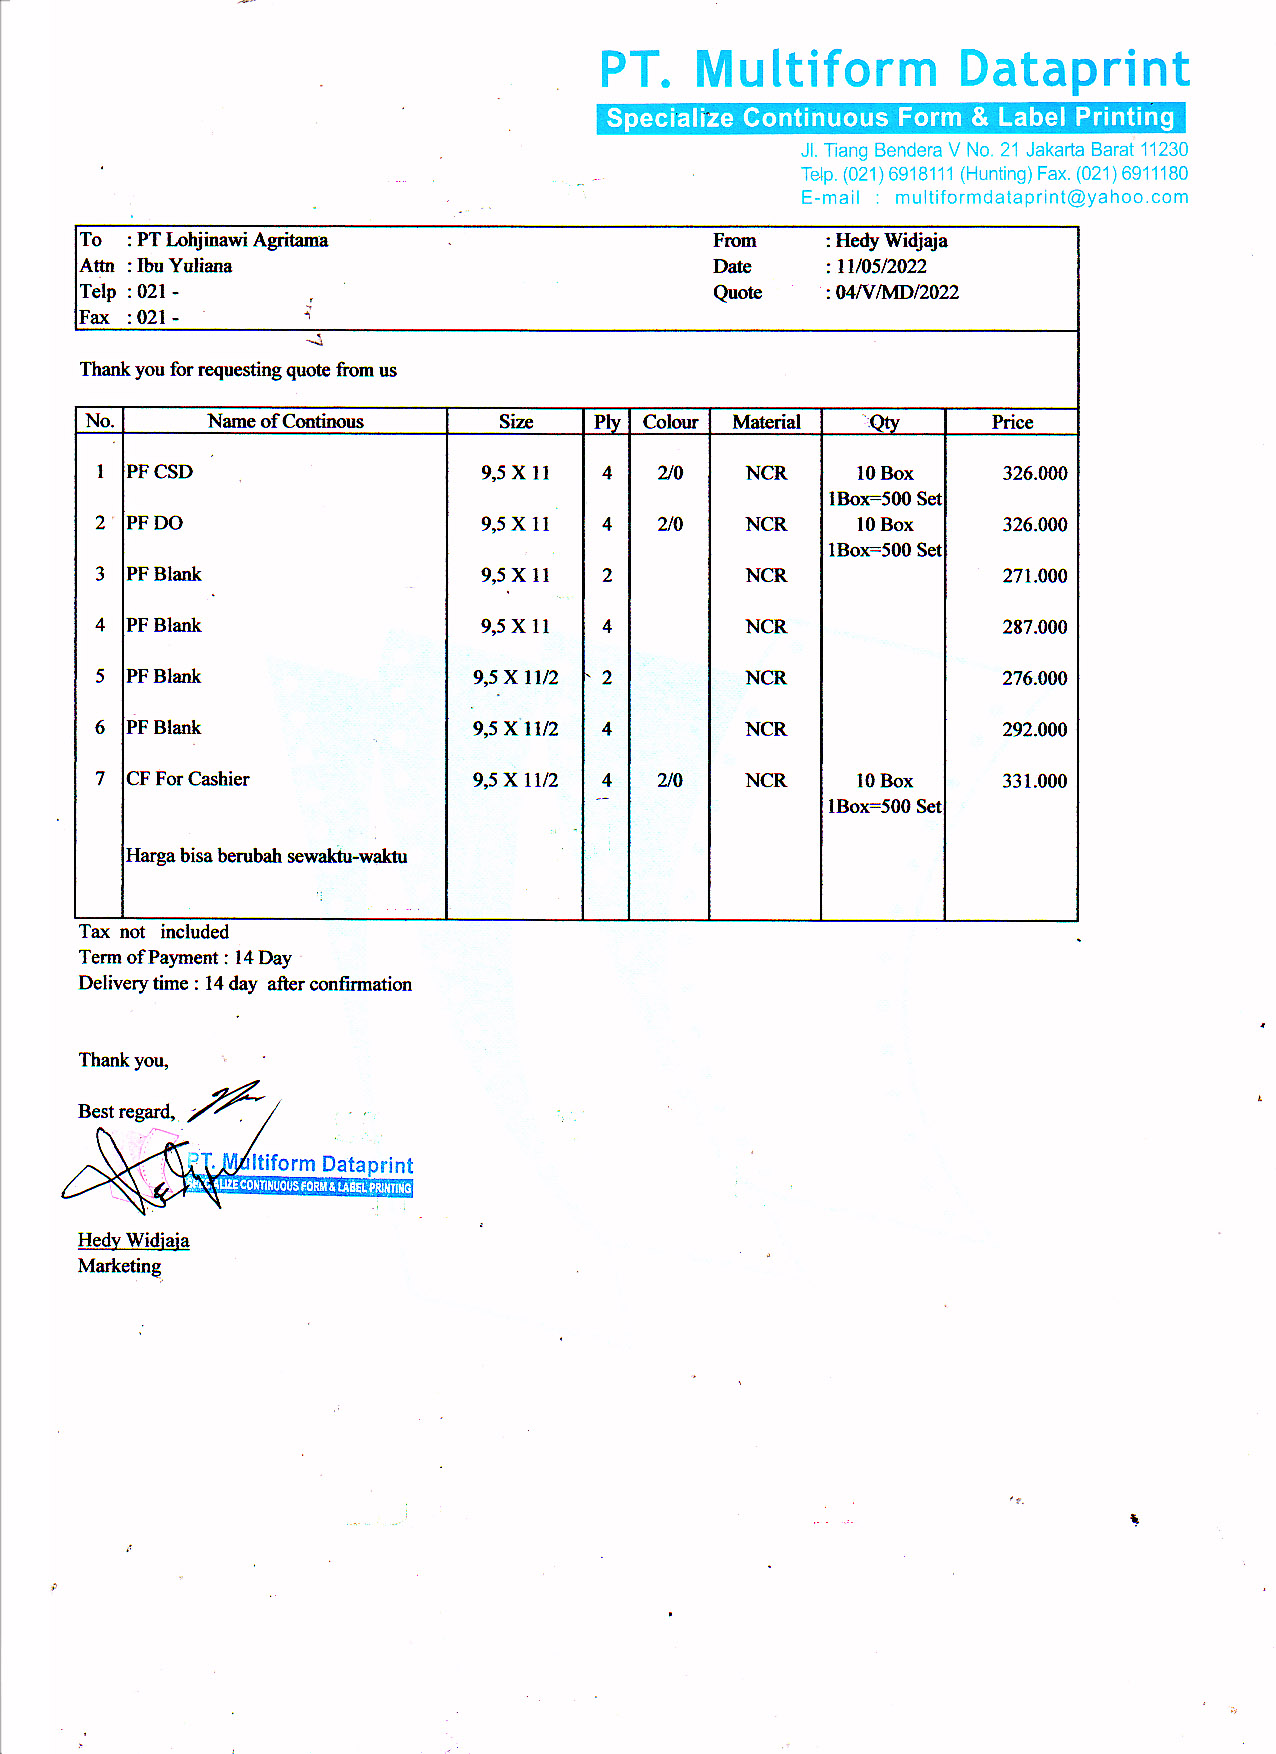 PT. Multiform Dataprint
Specialize Continuous Form & Label Printing
Jl. Tiang Bendera V No. 21 Jakarta Barat 11230
Telp. (021) 6918111 (Hunting) Fax. (021) 6911180
E-mail : multiformdataprint@yahoo.com
To : PT Lohjinawi Agritama From : Hedy Widjaja
Attn : Ibu Yuliana Date : 11/05/2022
Telp : 021 - Quote : 04/V/MD/2022
Fax : 021 -
Thank you for requesting quote from us
No. Name of Continous Size Ply Colour Material Qty Price
1 PF CSD 9,5 X 11 4 2/0 NCR 10 Box 326.000
1Box=500 Set
2 PF DO 9,5 X 11 4 2/0 NCR 10 Box 326.000
1Box=500 Set
3 PF Blank 9,5 X 11 2 NCR 271.000
4 PF Blank 9,5 X 11 4 NCR 287.000
5 PF Blank 9,5 X 11/2 2 NCR 276.000
6 PF Blank 9,5 X 11/2 4 NCR 292.000
7 CF For Cashier 9,5 X 11/2 4 2/0 NCR 10 Box 331.000
1Box=500 Set
Harga bisa berubah sewaktu-waktu
Tax not included
Term of Payment : 14 Day
Delivery time : 14 day after confirmation
Thank you,
Best regard,
PT. Multiform Dataprint
CONTINUOUS FORM & LABEL PRINTING
Hedy Widjaja
Marketing